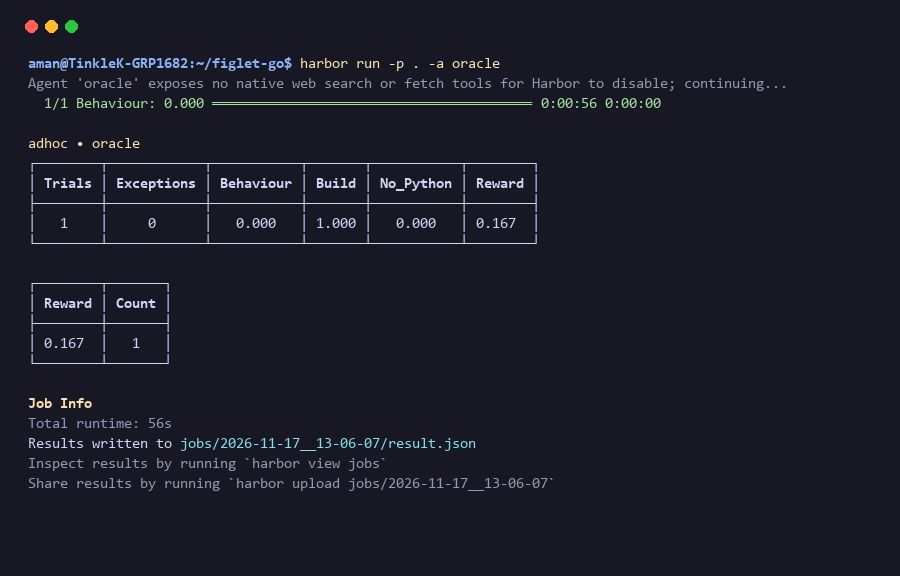 aman@TinkleK-GRP1682:~/figlet-go$ harbor run -p . -a oracle
Agent 'oracle' exposes no native web search or fetch tools for Harbor to disable; continuing...
1/1 Behaviour: 0.000 0:00:56 0:00:00
adhoc • oracle
Trials Exceptions Behaviour Build No_Python Reward
1 0 0.000 1.000 0.000 0.167
Reward Count
0.167 1
Job Info
Total runtime: 56s
Results written to jobs/2026-11-17__13-06-07/result.json
Inspect results by running `harbor view jobs`
Share results by running `harbor upload jobs/2026-11-17__13-06-07`